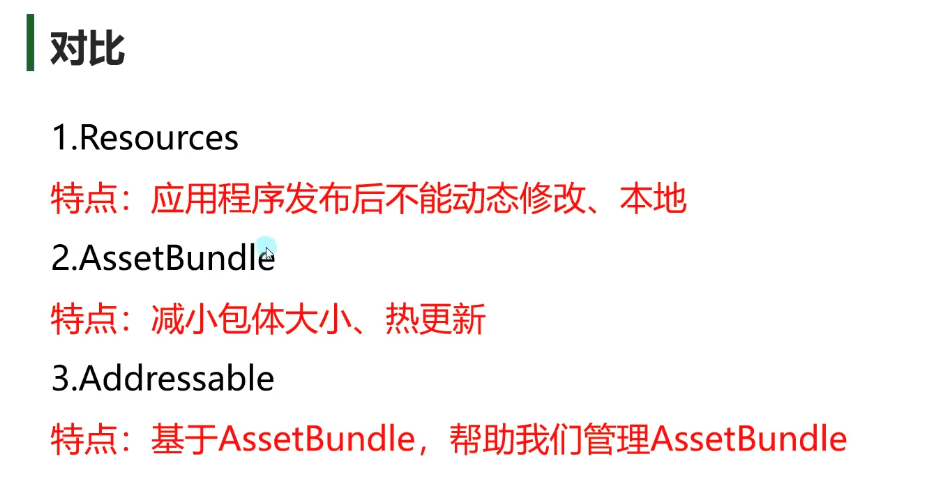 对比
1.Resources
特点：应用程序发布后不能动态修改、本地
2.AssetBundle
特点：减小包体大小、热更新
3.Addressable
特点：基于AssetBundle，帮助我们管理AssetBundle